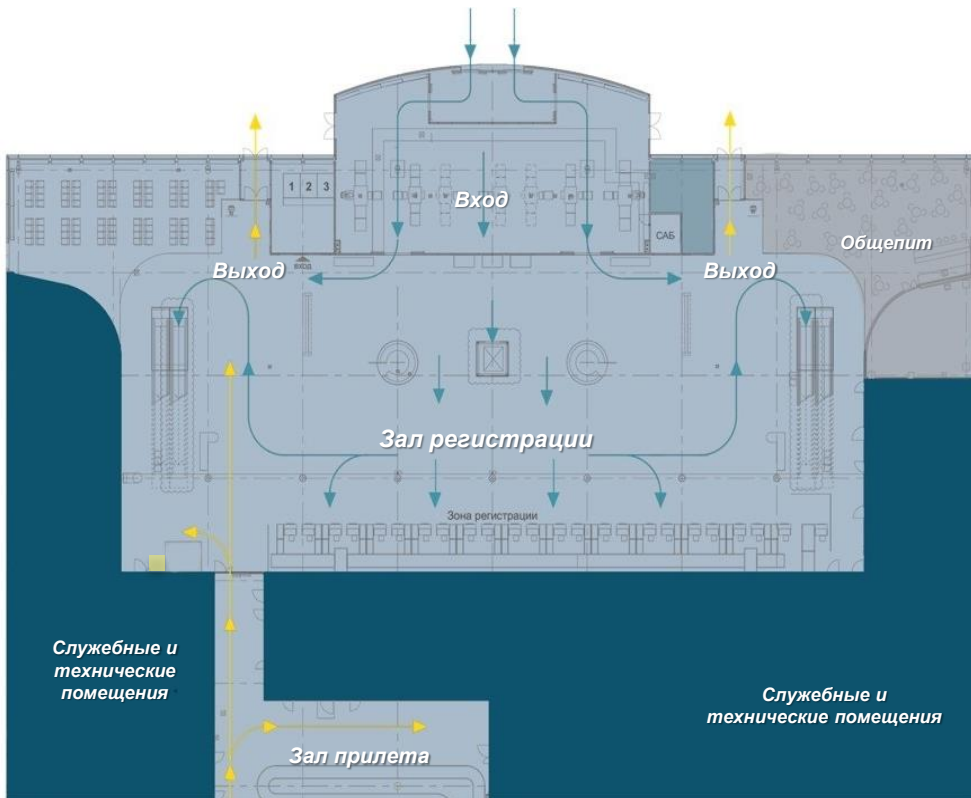 1 2 3
Вход
САБ
Общепит
Выход
ВХОД
Выход
Зал регистрации
Зона регистрации
Служебные и
технические
помещения
Служебные и
технические помещения
Зал прилета